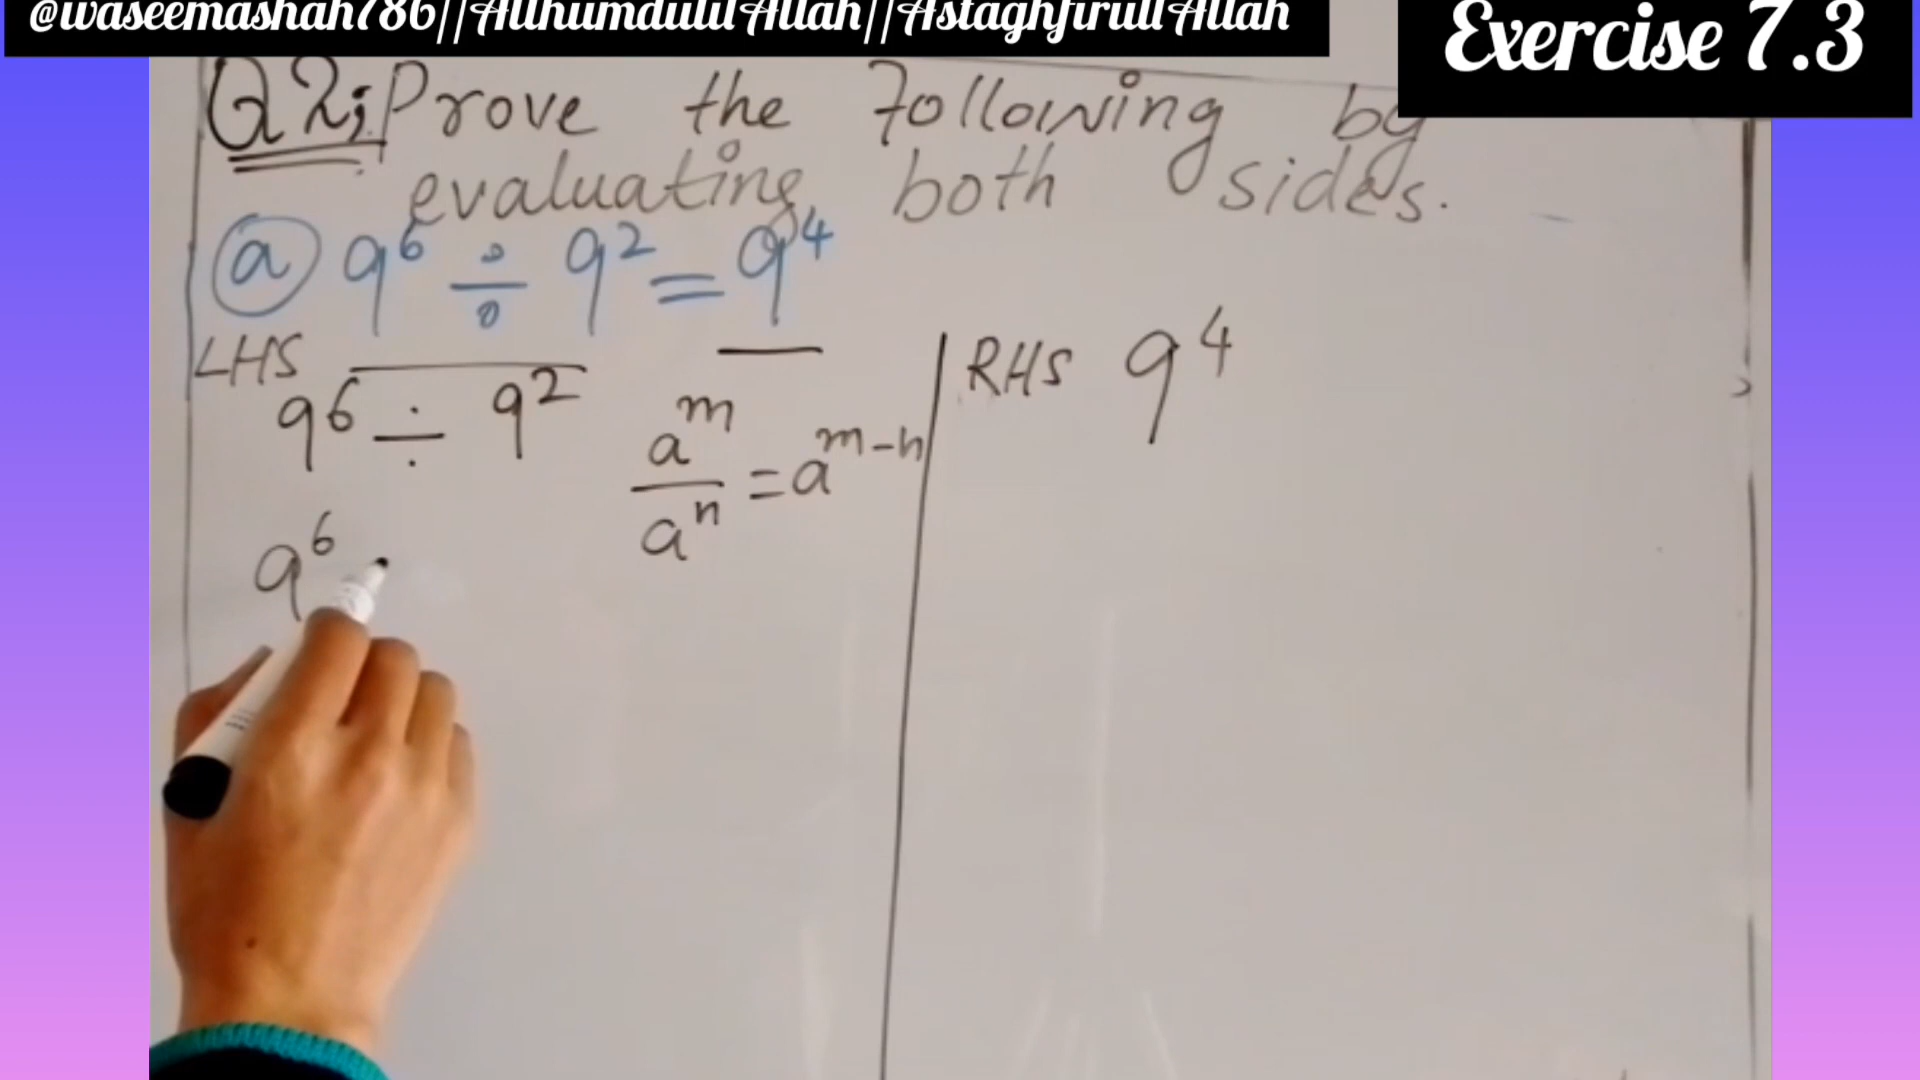 @waseemashah786//AlhumdulilAllah//AstaghfirullAllah
Exercise 7.3
Q2; Prove the following by
evaluating both sides.
(a) 9⁶ ÷ 9² = 9⁴
LHS
9⁶ ÷ 9²
aᵐ/aⁿ = aᵐ⁻ⁿ
9⁶
RHS 9⁴